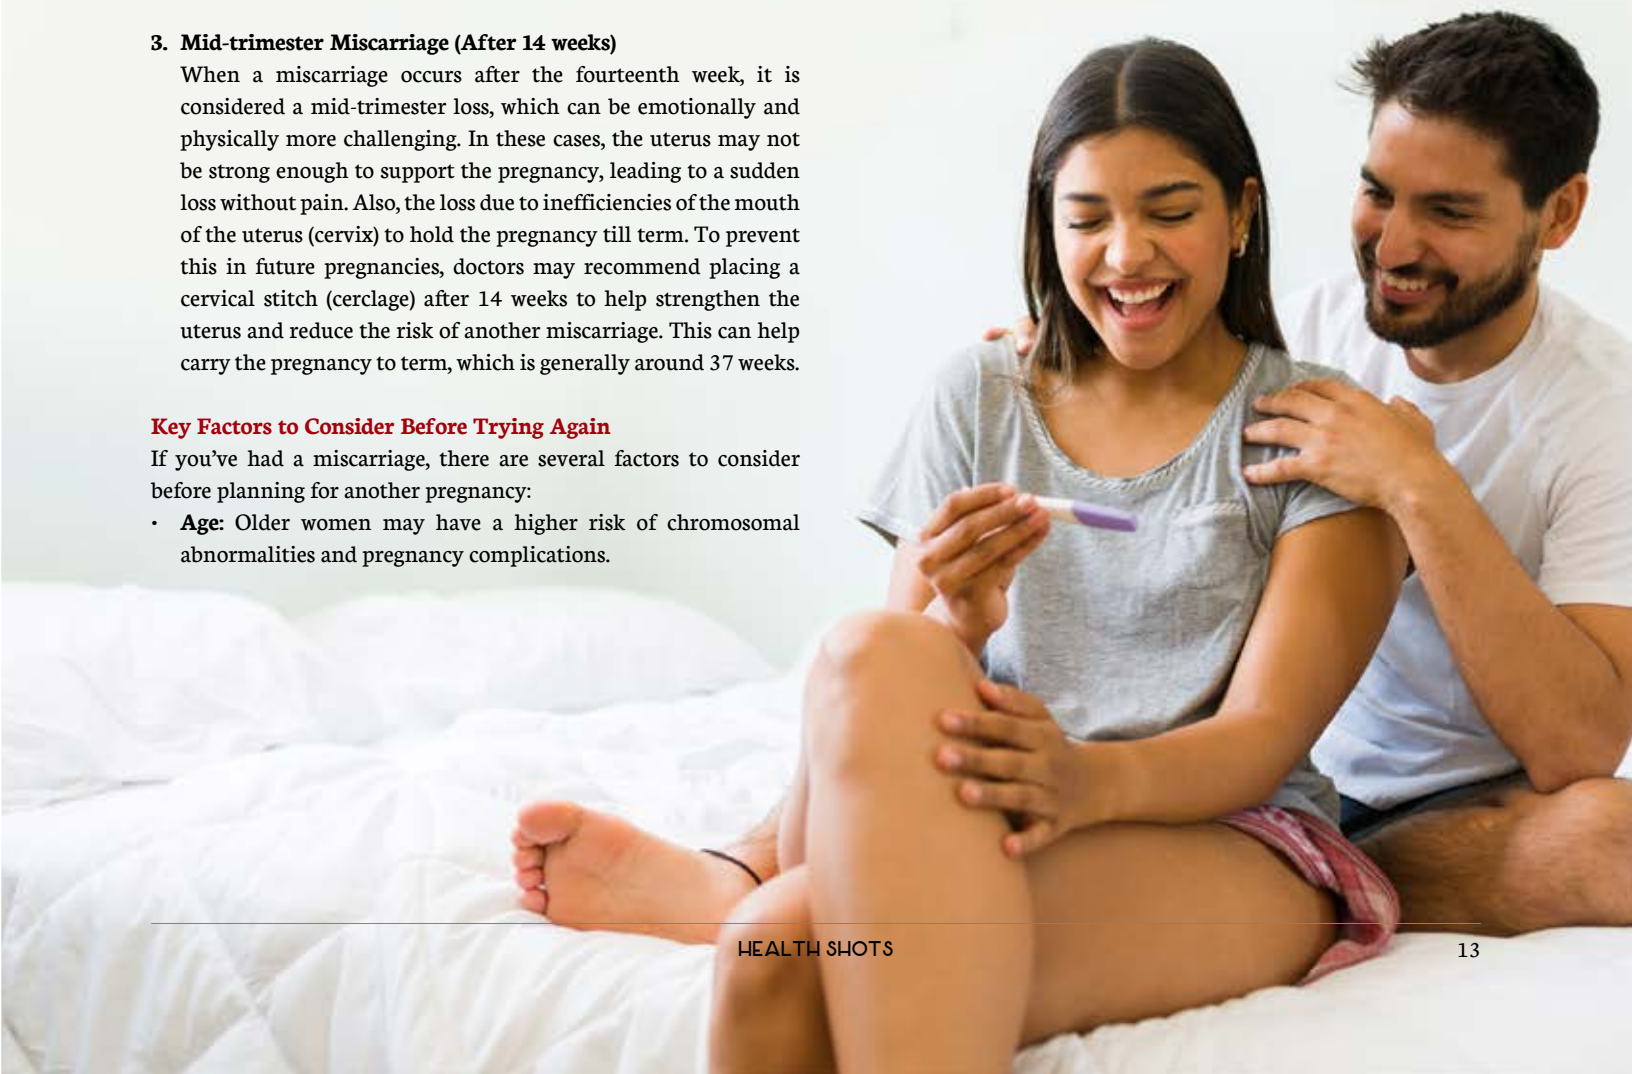 3. Mid-trimester Miscarriage (After 14 weeks)
When a miscarriage occurs after the fourteenth week, it is
considered a mid-trimester loss, which can be emotionally and
physically more challenging. In these cases, the uterus may not
be strong enough to support the pregnancy, leading to a sudden
loss without pain. Also, the loss due to inefficiencies of the mouth
of the uterus (cervix) to hold the pregnancy till term. To prevent
this in future pregnancies, doctors may recommend placing a
cervical stitch (cerclage) after 14 weeks to help strengthen the
uterus and reduce the risk of another miscarriage. This can help
carry the pregnancy to term, which is generally around 37 weeks.
Key Factors to Consider Before Trying Again
If you've had a miscarriage, there are several factors to consider
before planning for another pregnancy:
• Age: Older women may have a higher risk of chromosomal
abnormalities and pregnancy complications.
HEALTH SHOTS
13